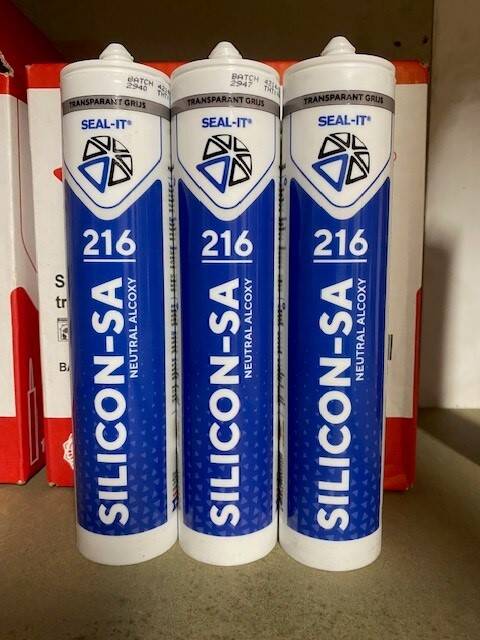 BATCH
2940
TRANSPARANT GRIJS
SEAL-IT®
216
SILICON-SA
NEUTRAL ALCOXY
BATCH
2947
TRANSPARANT GRIJS
SEAL-IT®
216
SILICON-SA
NEUTRAL ALCOXY
TRANSPARANT GRIJS
SEAL-IT®
216
SILICON-SA
NEUTRAL ALCOXY